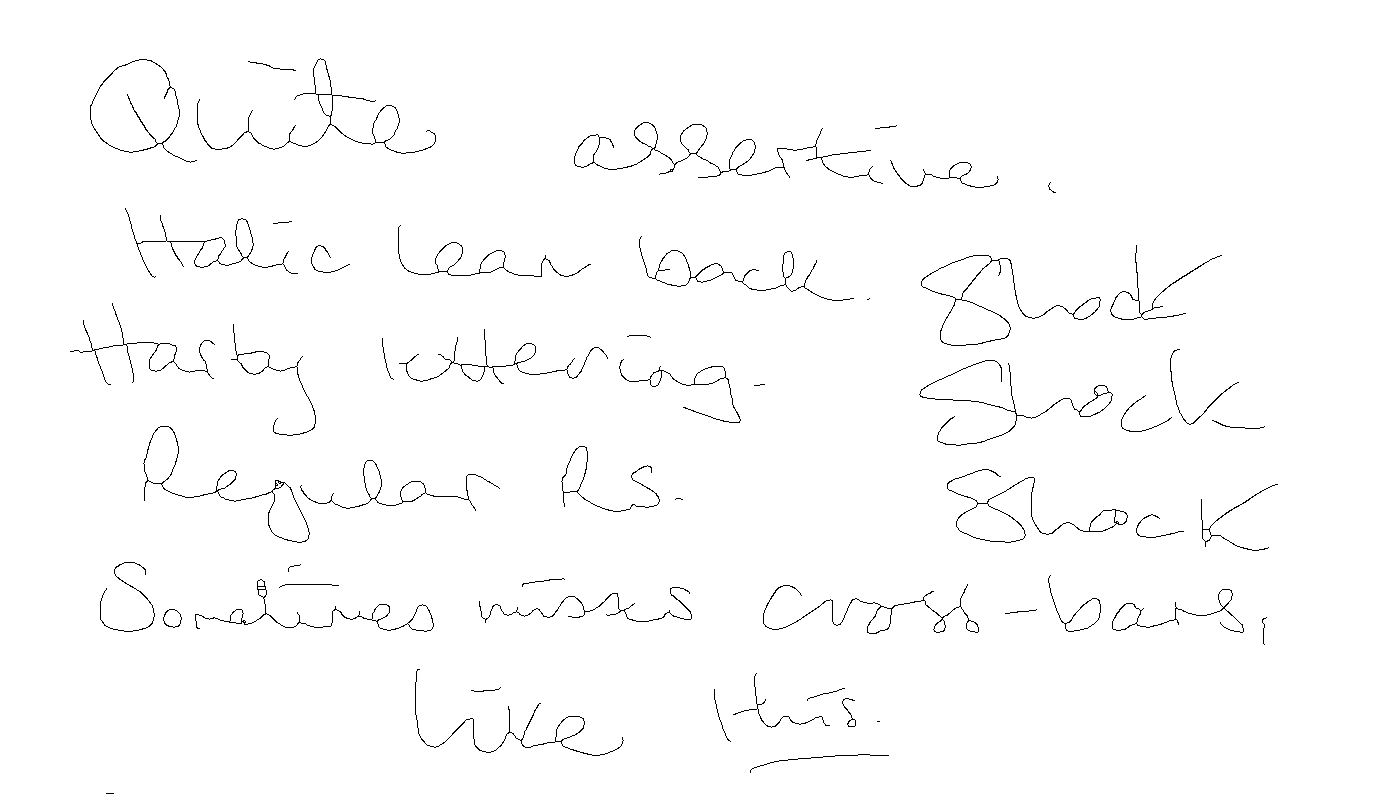 Quite assertive.
Italic lean back. Shock
Hasty lettering. Shock
Regular Rs. Shock
Sometimes misses cross-bars,
like this.